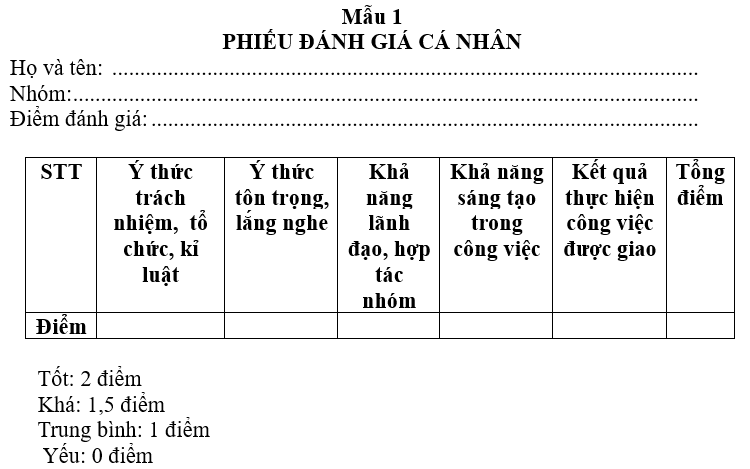 Mẫu 1
PHIẾU ĐÁNH GIÁ CÁ NHÂN
Họ và tên: ........................................................................................................
Nhóm:...............................................................................................................
Điểm đánh giá:..................................................................................................
STT
Ý thức
trách
nhiệm, tổ
chức, kỉ
luật
Ý thức
tôn trọng,
lắng nghe
Khả
năng
lãnh
đạo, hợp
tác
nhóm
Khả năng
sáng tạo
trong
công việc
Kết quả
thực hiện
công việc
được giao
Tổng
điểm
Điểm
Tốt: 2 điểm
Khá: 1,5 điểm
Trung bình: 1 điểm
Yếu: 0 điểm